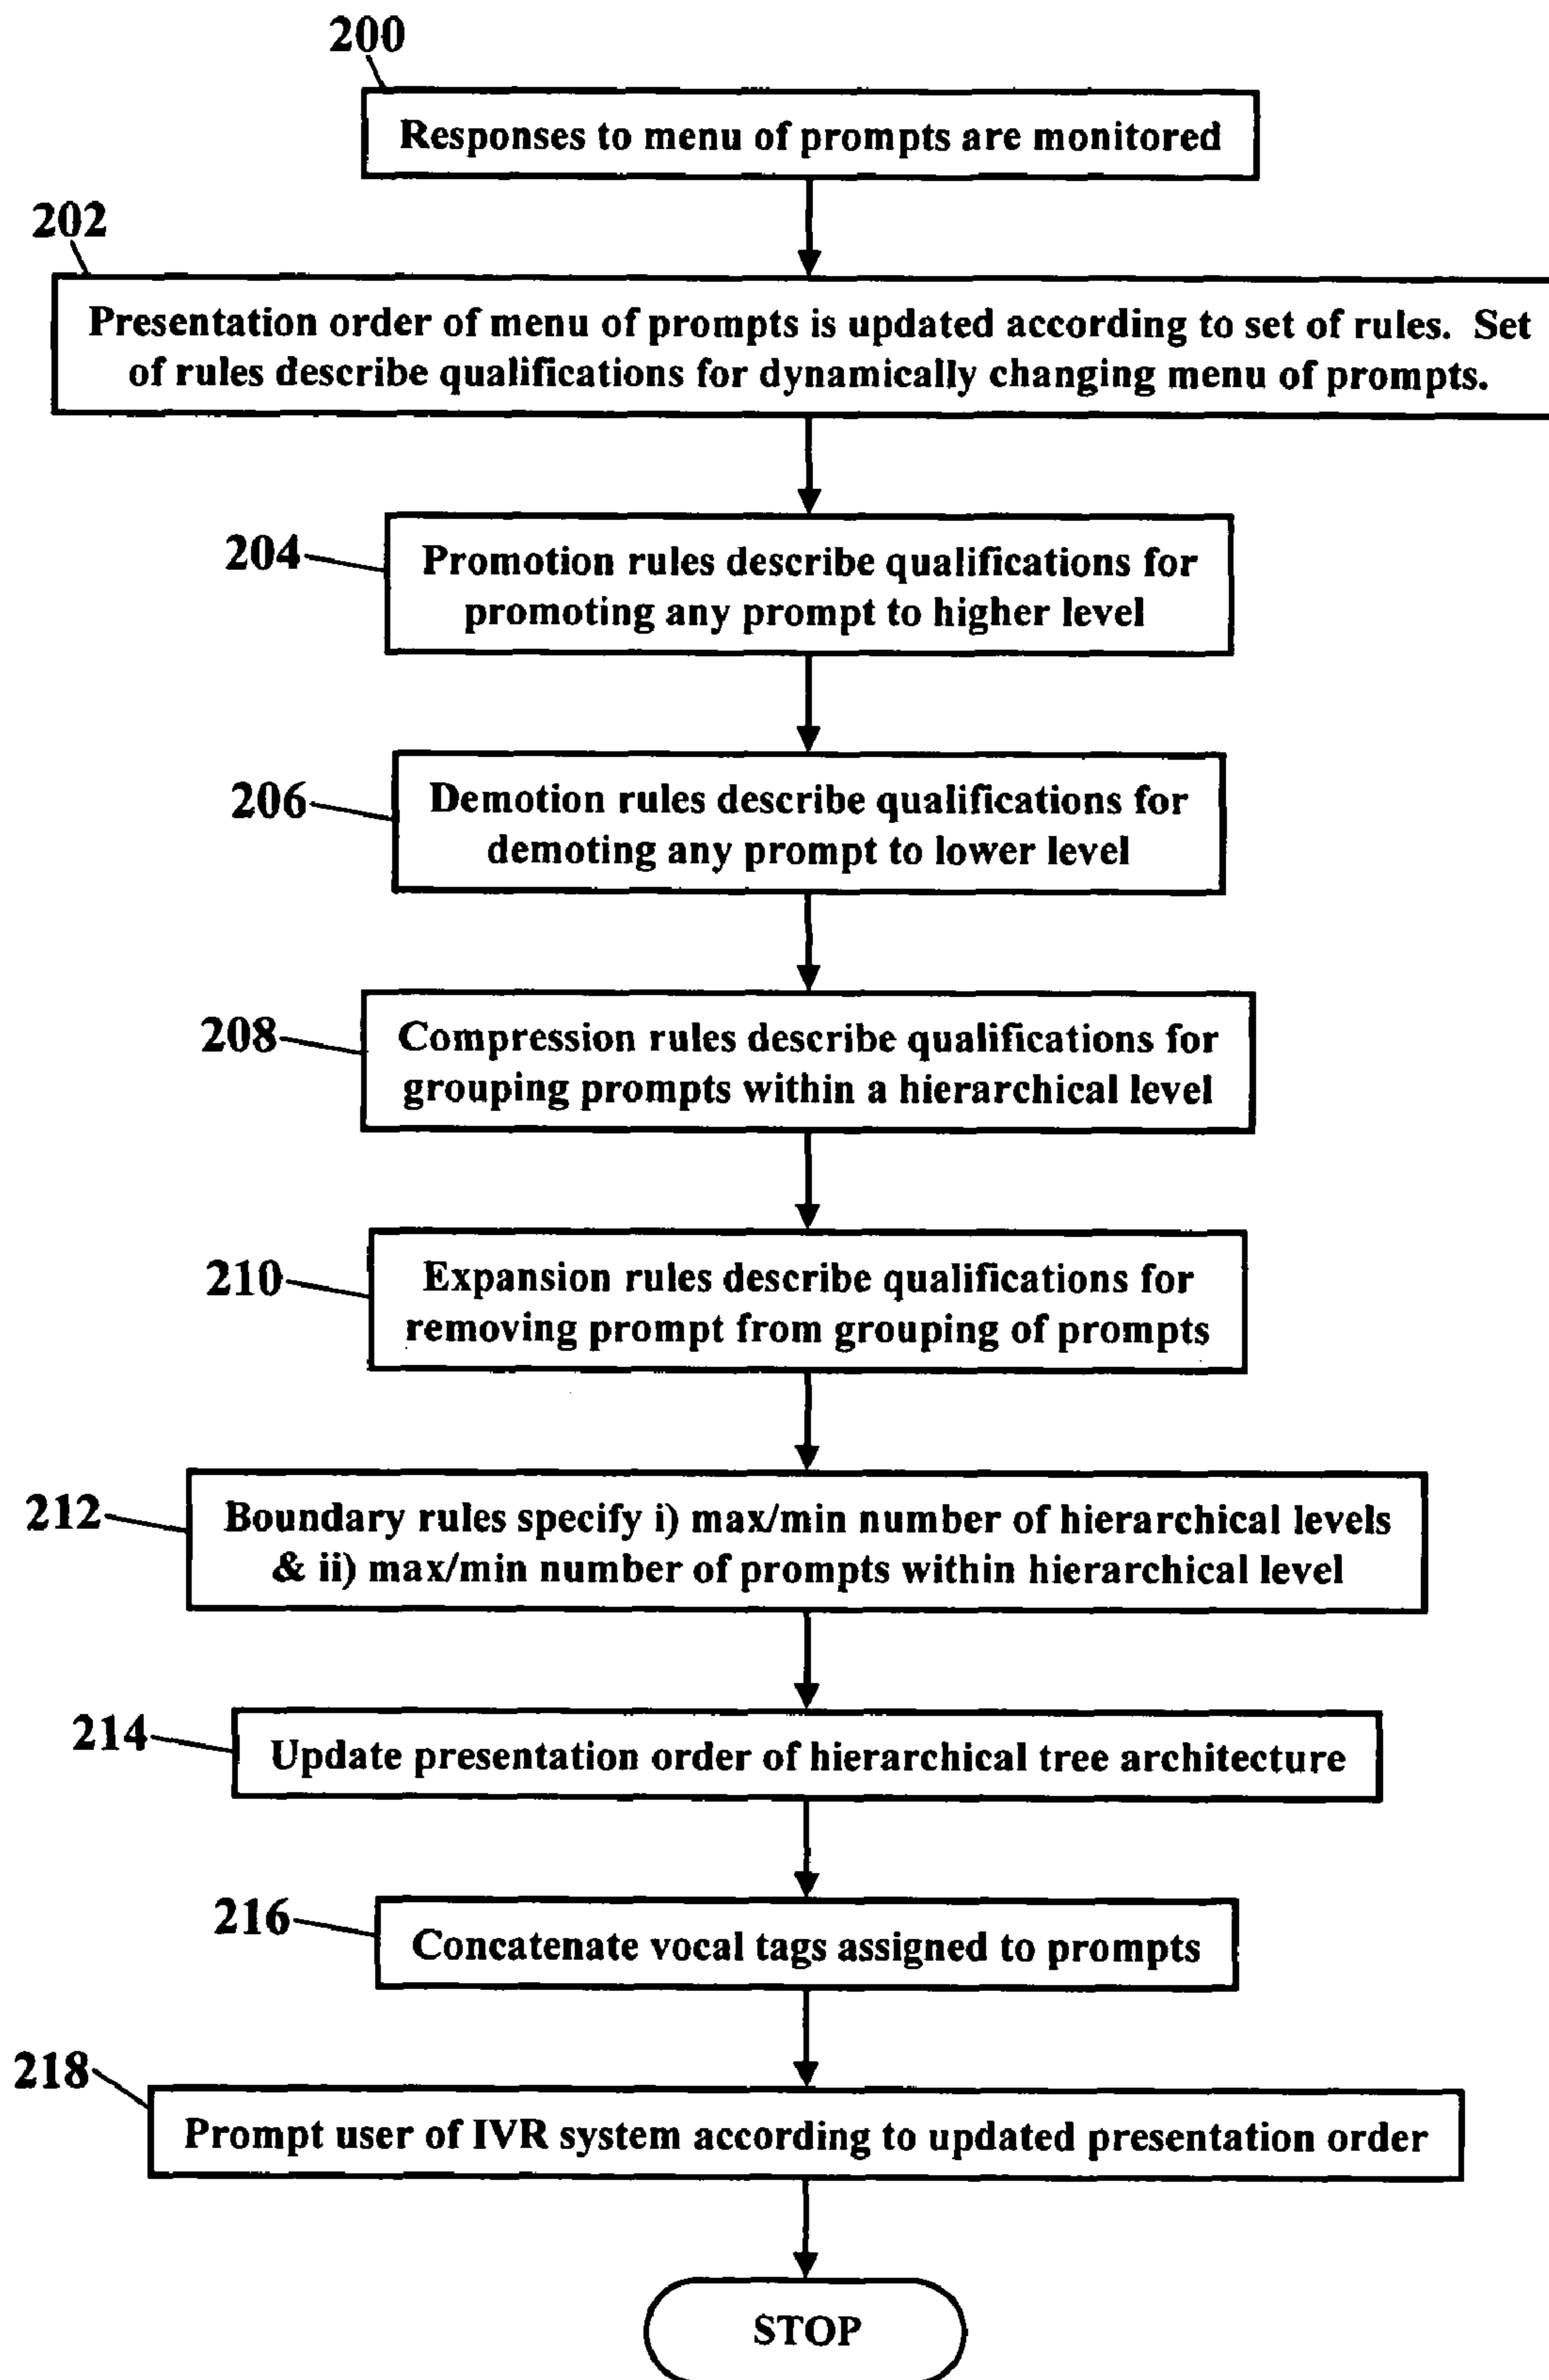 200
Responses to menu of prompts are monitored
202
Presentation order of menu of prompts is updated according to set of rules. Set
of rules describe qualifications for dynamically changing menu of prompts.
204
Promotion rules describe qualifications for
promoting any prompt to higher level
206
Demotion rules describe qualifications for
demoting any prompt to lower level
208
Compression rules describe qualifications for
grouping prompts within a hierarchical level
210
Expansion rules describe qualifications for
removing prompt from grouping of prompts
212
Boundary rules specify i) max/min number of hierarchical levels
& ii) max/min number of prompts within hierarchical level
214
Update presentation order of hierarchical tree architecture
216
Concatenate vocal tags assigned to prompts
218
Prompt user of IVR system according to updated presentation order
STOP